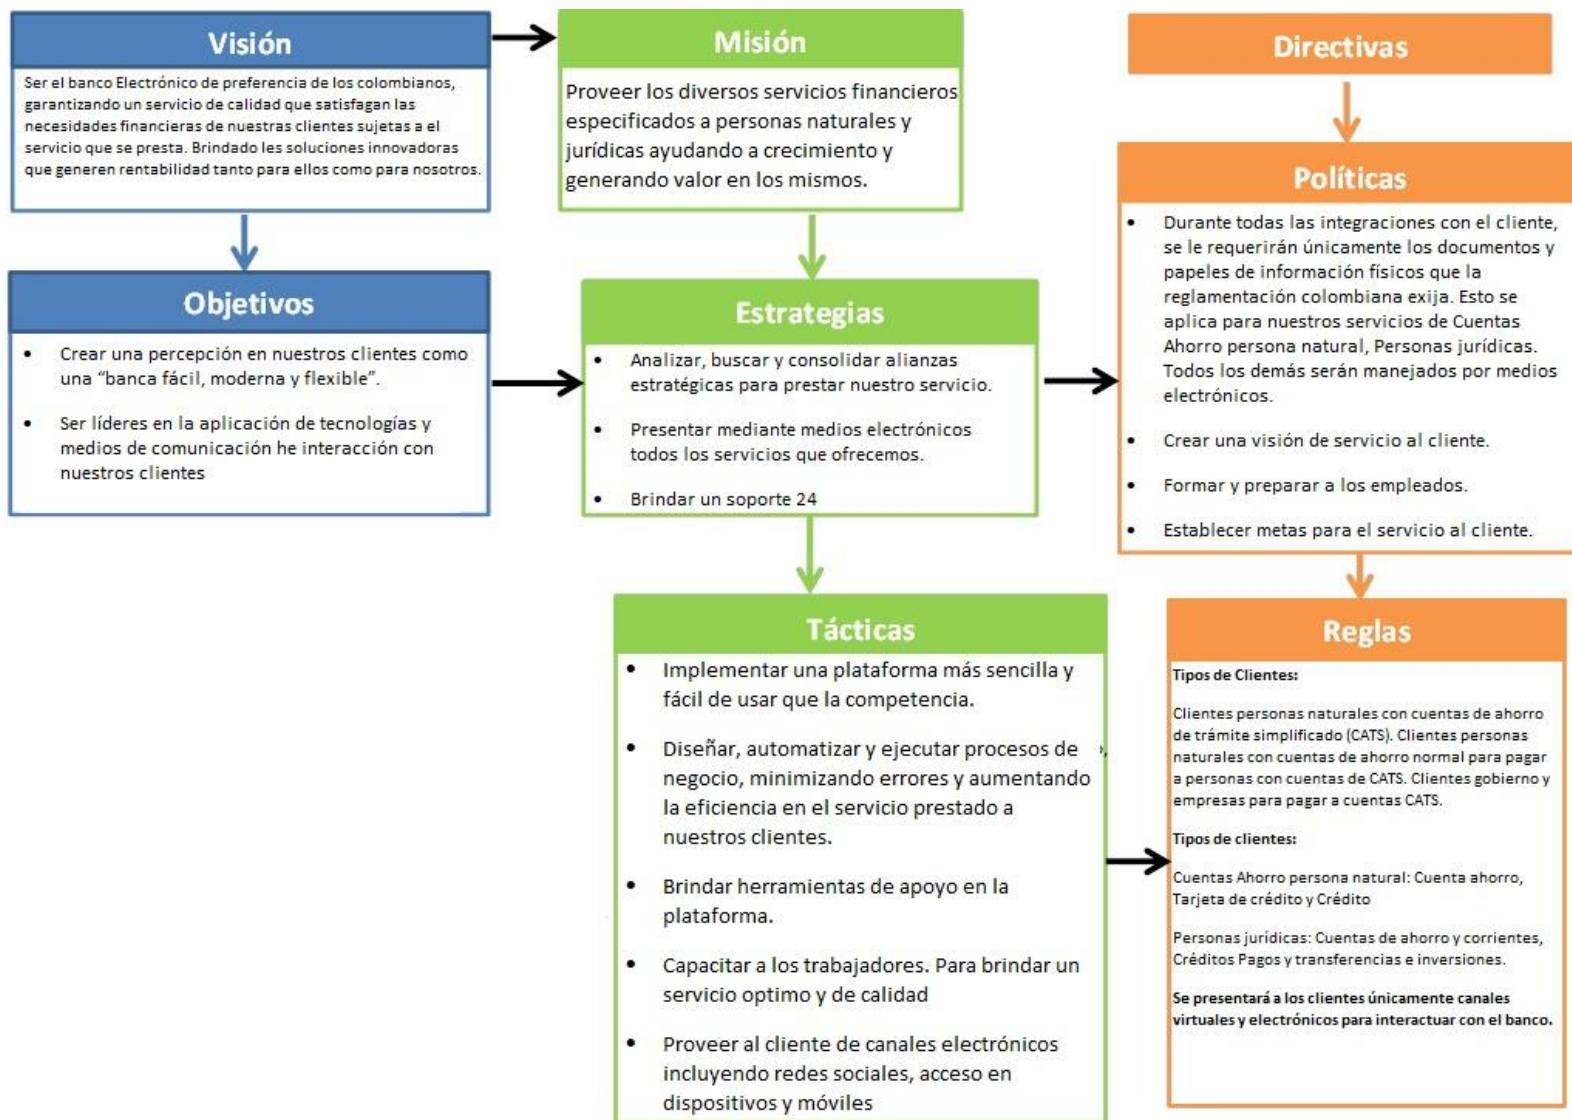 Visión
Ser el banco Electrónico de preferencia de los colombianos,
garantizando un servicio de calidad que satisfagan las
necesidades financieras de nuestras clientes sujetas a el
servicio que se presta. Brindado les soluciones innovadoras
que generen rentabilidad tanto para ellos como para nosotros.
Misión
Proveer los diversos servicios financieros
especificados a personas naturales y
jurídicas ayudando a crecimiento y
generando valor en los mismos.
Directivas
Políticas
• Durante todas las integraciones con el cliente,
se le requerirán únicamente los documentos y
papeles de información físicos que la
reglamentación colombiana exija. Esto se
aplica para nuestros servicios de Cuentas
Ahorro persona natural, Personas jurídicas.
Todos los demás serán manejados por medios
electrónicos.
• Crear una visión de servicio al cliente.
• Formar y preparar a los empleados.
• Establecer metas para el servicio al cliente.
Objetivos
• Crear una percepción en nuestros clientes como
una “banca fácil, moderna y flexible”.
• Ser líderes en la aplicación de tecnologías y
medios de comunicación he interacción con
nuestros clientes
Estrategias
• Analizar, buscar y consolidar alianzas
estratégicas para prestar nuestro servicio.
• Presentar mediante medios electrónicos
todos los servicios que ofrecemos.
• Brindar un soporte 24
Tácticas
• Implementar una plataforma más sencilla y
fácil de usar que la competencia.
• Diseñar, automatizar y ejecutar procesos de
negocio, minimizando errores y aumentando
la eficiencia en el servicio prestado a
nuestros clientes.
• Brindar herramientas de apoyo en la
plataforma.
• Capacitar a los trabajadores. Para brindar un
servicio optimo y de calidad
• Proveer al cliente de canales electrónicos
incluyendo redes sociales, acceso en
dispositivos y móviles
Reglas
Tipos de Clientes:
Clientes personas naturales con cuentas de ahorro
de trámite simplificado (CATS). Clientes personas
naturales con cuentas de ahorro normal para pagar
a personas con cuentas de CATS. Clientes gobierno y
empresas para pagar a cuentas CATS.
Tipos de clientes:
Cuentas Ahorro persona natural: Cuenta ahorro,
Tarjeta de crédito y Crédito
Personas jurídicas: Cuentas de ahorro y corrientes,
Créditos Pagos y transferencias e inversiones.
Se presentará a los clientes únicamente canales
virtuales y electrónicos para interactuar con el banco.